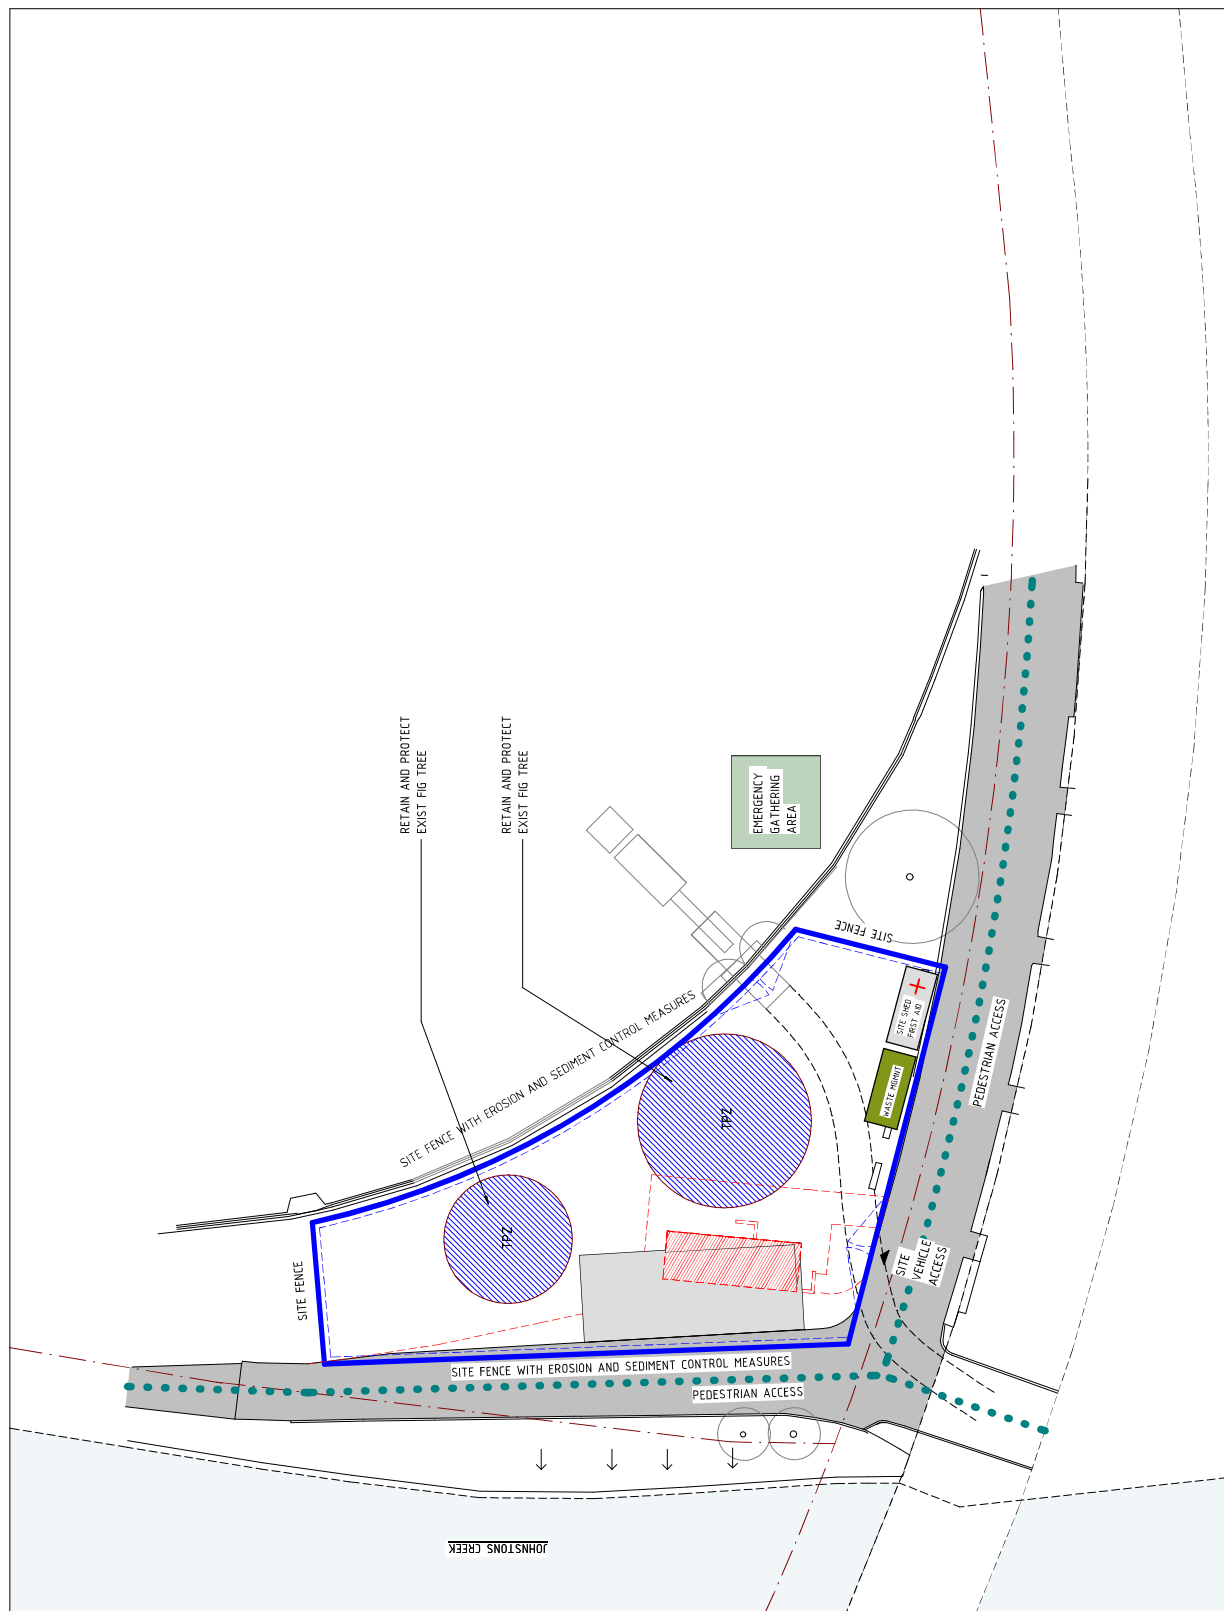 RETAIN AND PROTECT
EXIST FIG TREE
RETAIN AND PROTECT
EXIST FIG TREE
EMERGENCY
GATHERING
AREA
SITE FENCE
SITE FENCE WITH EROSION AND SEDIMENT CONTROL MEASURES
SITE SHED
FIRST AID
WASTE MGMNT
PEDESTRIAN ACCESS
TPZ
TPZ
SITE
VEHICLE
ACCESS
SITE FENCE
SITE FENCE WITH EROSION AND SEDIMENT CONTROL MEASURES
PEDESTRIAN ACCESS
JOHNSTONS CREEK